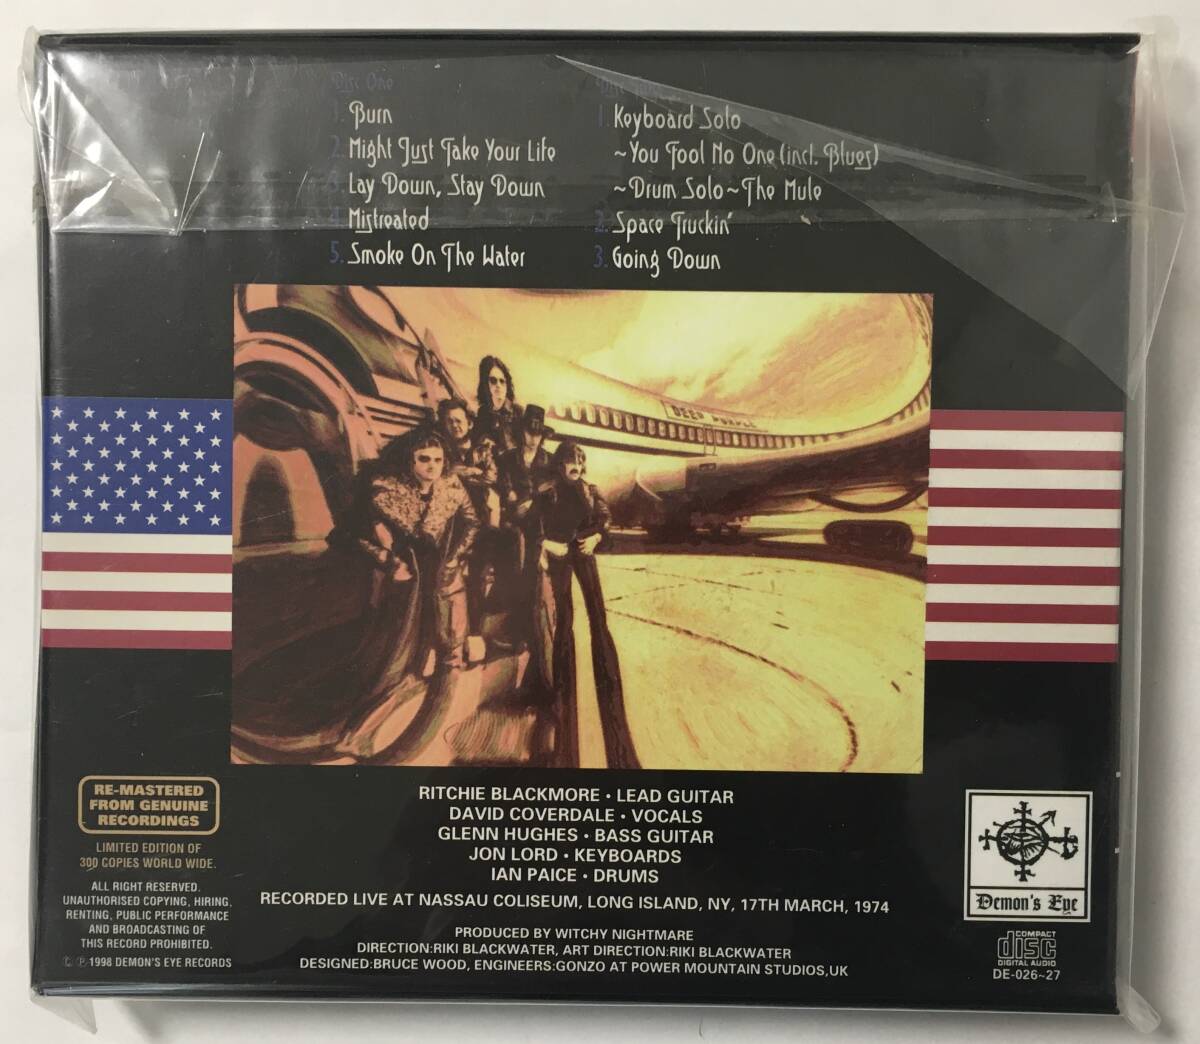 Disc One
1. Burn
2. Might Just Take Your Life
3. Lay Down, Stay Down
4. Mistreated
5. Smoke On The Water
Disc Two
1. Keyboard Solo
~You Fool No One (incl. Blues)
~Drum Solo~The Mule
2. Space Truckin'
3. Going Down
DEEP PURPLE
RE-MASTERED
FROM GENUINE
RECORDINGS
LIMITED EDITION OF
300 COPIES WORLD WIDE.
ALL RIGHT RESERVED.
UNAUTHORISED COPYING, HIRING,
RENTING, PUBLIC PERFORMANCE
AND BROADCASTING OF
THIS RECORD PROHIBITED.
Ⓒ Ⓟ 1998 DEMON'S EYE RECORDS
RITCHIE BLACKMORE · LEAD GUITAR
DAVID COVERDALE · VOCALS
GLENN HUGHES · BASS GUITAR
JON LORD · KEYBOARDS
IAN PAICE · DRUMS
RECORDED LIVE AT NASSAU COLISEUM, LONG ISLAND, NY, 17TH MARCH, 1974
PRODUCED BY WITCHY NIGHTMARE
DIRECTION:RIKI BLACKWATER, ART DIRECTION:RIKI BLACKWATER
DESIGNED:BRUCE WOOD, ENGINEERS:GONZO AT POWER MOUNTAIN STUDIOS,UK
Demon's Eye
COMPACT
disc
DIGITAL AUDIO
DE-026~27